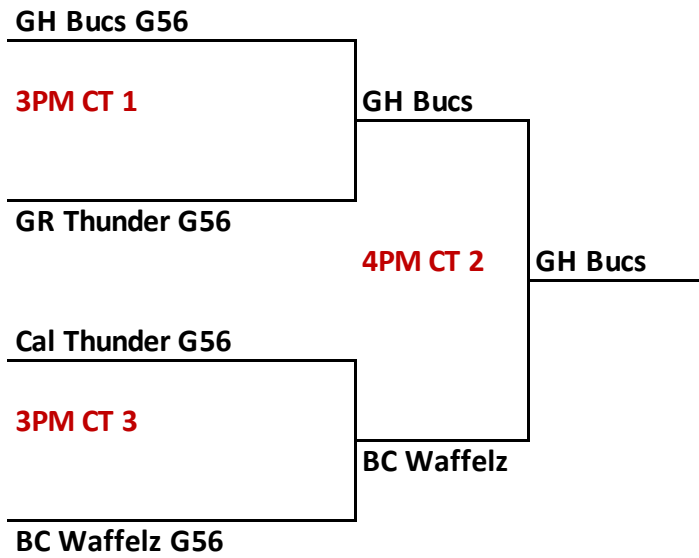 GH Bucs G56
3PM CT 1
GH Bucs
GR Thunder G56
4PM CT 2
GH Bucs
Cal Thunder G56
3PM CT 3
BC Waffelz
BC Waffelz G56